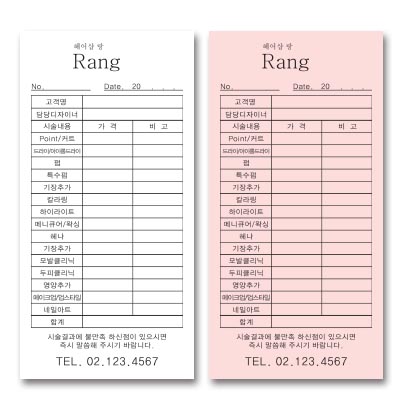 헤어샵 랑
Rang
No. Date. 20 . . .
고객명
담당디자이너
시술내용 가 격 비 고
Point/커트
드라이/아이롱드라이
펌
특수펌
기장추가
칼라링
하이라이트
메니큐어/왁싱
헤나
기장추가
모발클리닉
두피클리닉
영양추가
메이크업/업스타일
네일아트
합계
시술결과에 불만족 하신점이 있으시면
즉시 말씀해 주시기 바랍니다.
TEL. 02.123.4567
헤어샵 랑
Rang
No. Date. 20 . . .
고객명
담당디자이너
시술내용 가 격 비 고
Point/커트
드라이/아이롱드라이
펌
특수펌
기장추가
칼라링
하이라이트
메니큐어/왁싱
헤나
기장추가
모발클리닉
두피클리닉
영양추가
메이크업/업스타일
네일아트
합계
시술결과에 불만족 하신점이 있으시면
즉시 말씀해 주시기 바랍니다.
TEL. 02.123.4567